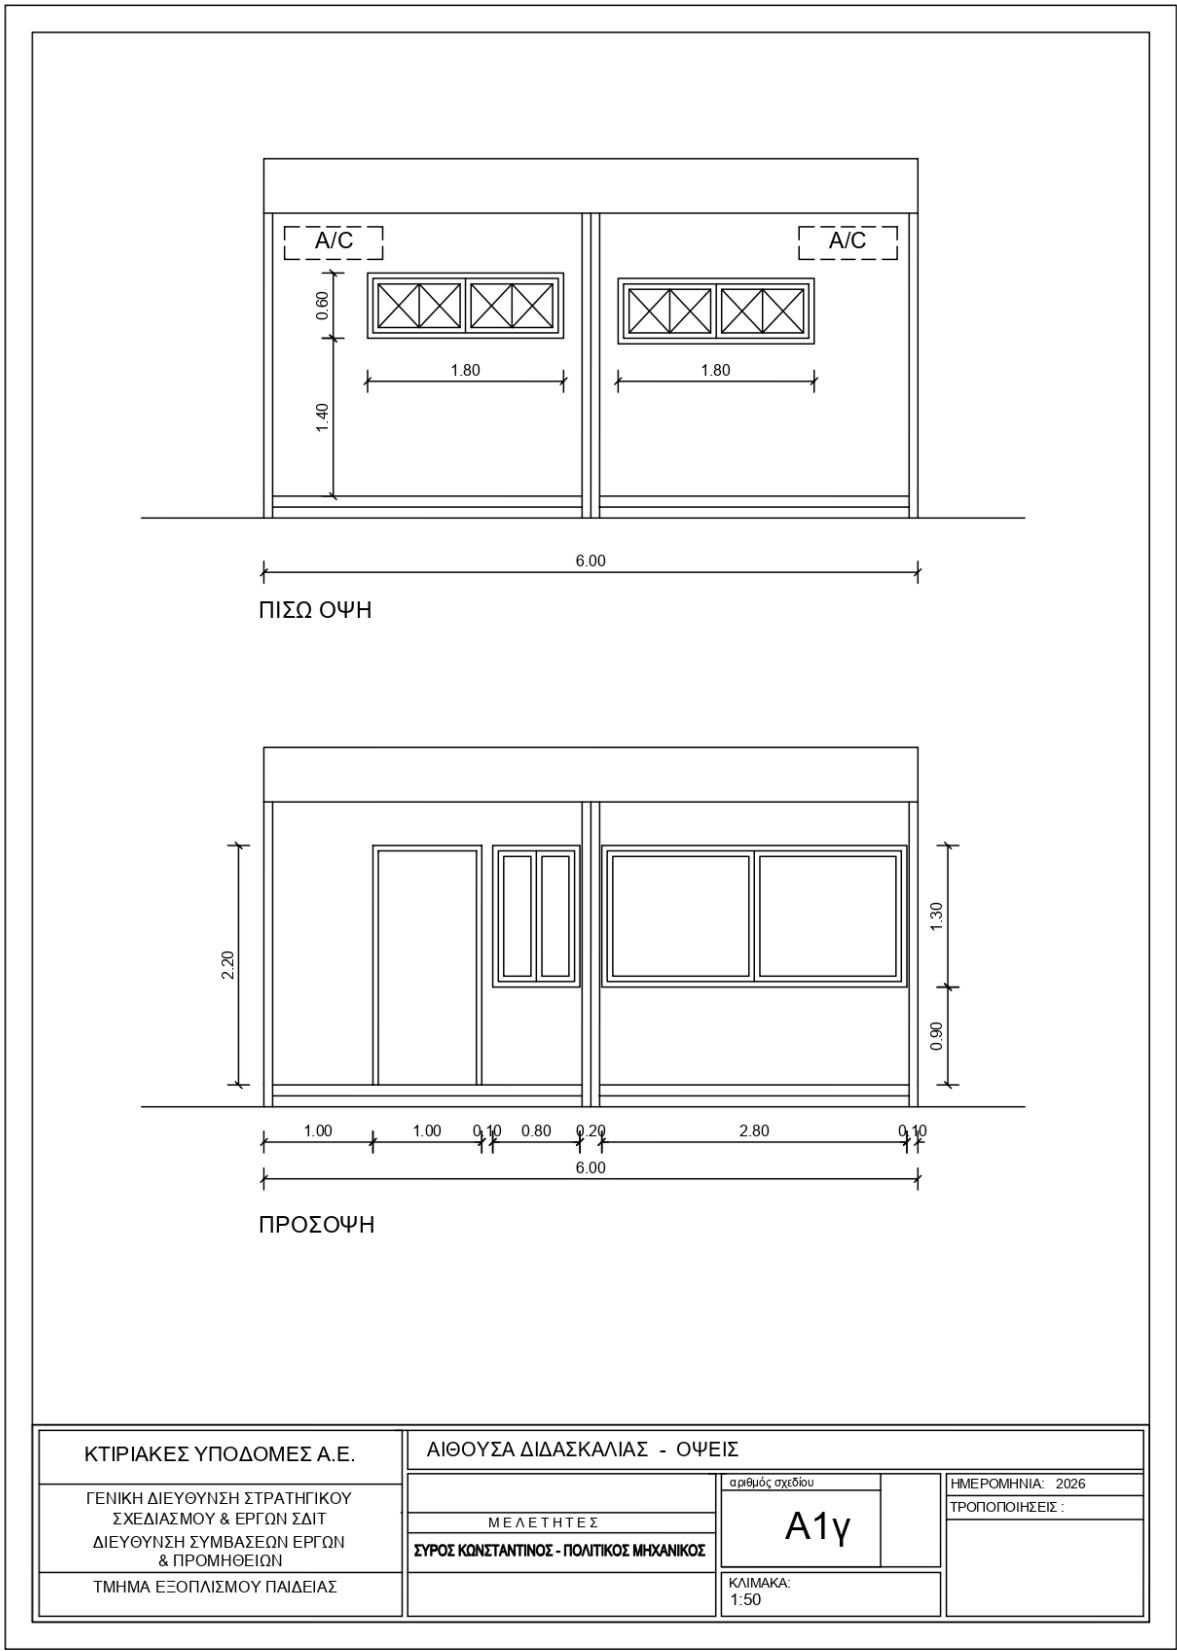 A/C
A/C
0.60
1.80
1.80
1.40
6.00
ΠΙΣΩ ΟΨΗ
2.20
1.30
0.90
1.00
1.00
0.10
0.80
0.20
2.80
0.10
6.00
ΠΡΟΣΟΨΗ
ΚΤΙΡΙΑΚΕΣ ΥΠΟΔΟΜΕΣ Α.Ε.
ΓΕΝΙΚΗ ΔΙΕΥΘΥΝΣΗ ΣΤΡΑΤΗΓΙΚΟΥ
ΣΧΕΔΙΑΣΜΟΥ & ΕΡΓΩΝ ΣΔΙΤ
ΔΙΕΥΘΥΝΣΗ ΣΥΜΒΑΣΕΩΝ ΕΡΓΩΝ
& ΠΡΟΜΗΘΕΙΩΝ
ΤΜΗΜΑ ΕΞΟΠΛΙΣΜΟΥ ΠΑΙΔΕΙΑΣ
ΑΙΘΟΥΣΑ ΔΙΔΑΣΚΑΛΙΑΣ - ΟΨΕΙΣ
ΜΕΛΕΤΗΤΕΣ
ΣΥΡΟΣ ΚΩΝΣΤΑΝΤΙΝΟΣ - ΠΟΛΙΤΙΚΟΣ ΜΗΧΑΝΙΚΟΣ
αριθμός σχεδίου
Α1γ
ΚΛΙΜΑΚΑ:
1:50
ΗΜΕΡΟΜΗΝΙΑ: 2026
ΤΡΟΠΟΠΟΙΗΣΕΙΣ :